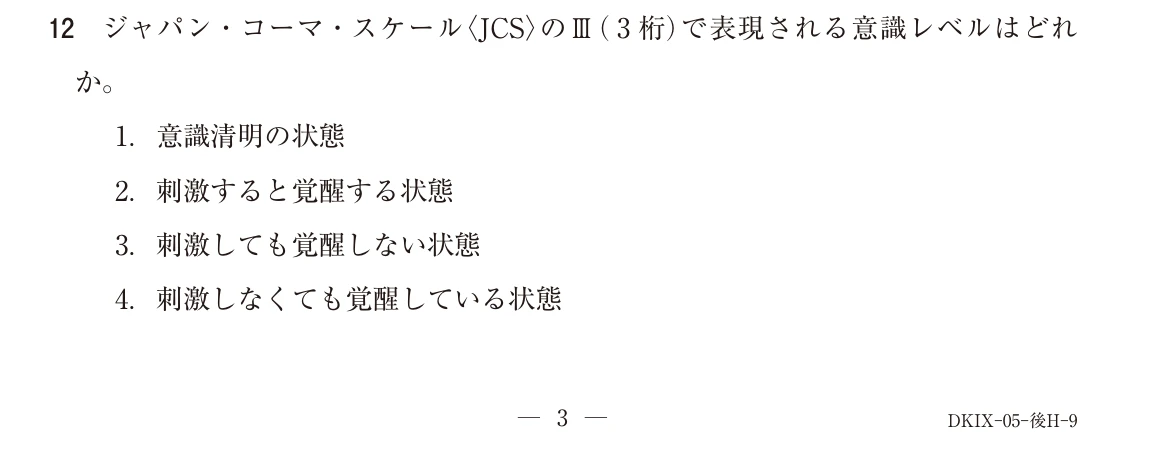 12 ジャパン・コーマ・スケール〈JCS〉のⅢ(3桁)で表現される意識レベルはどれ
か。
1. 意識清明の状態
2. 刺激すると覚醒する状態
3. 刺激しても覚醒しない状態
4. 刺激しなくても覚醒している状態
— 3 —
DKIX-05-後H-9